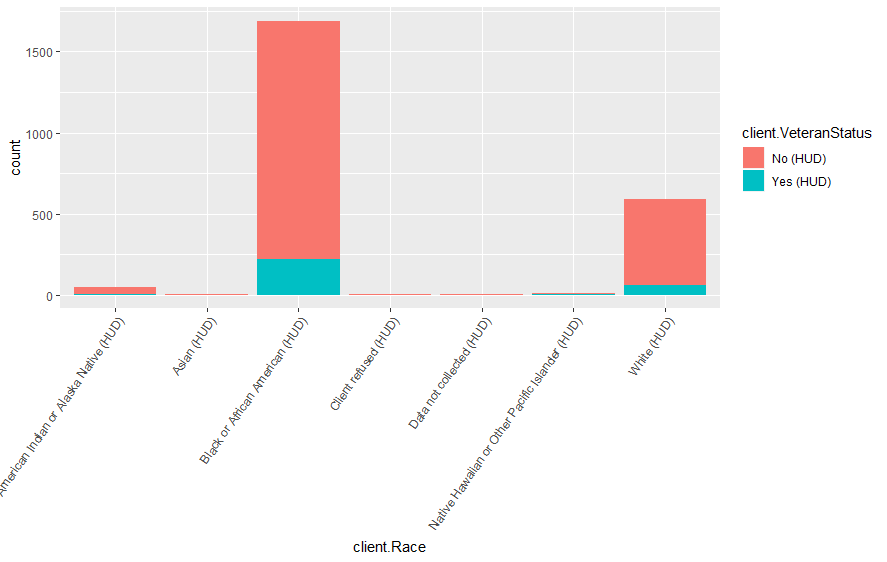 count
1500
1000
500
0
American Indian or Alaska Native (HUD)
Asian (HUD)
Black or African American (HUD)
Client refused (HUD)
Data not collected (HUD)
Native Hawaiian or Other Pacific Islander (HUD)
White (HUD)
client.Race
client.VeteranStatus
No (HUD)
Yes (HUD)